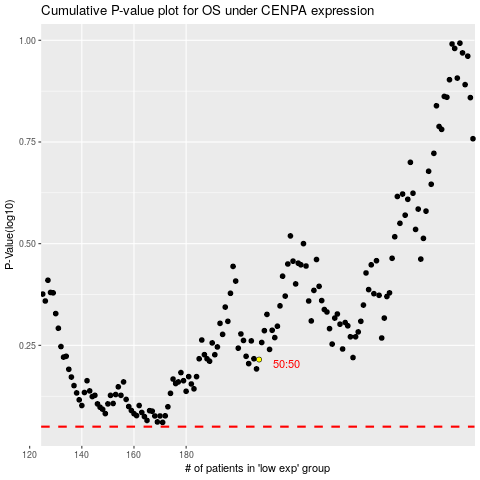 Cumulative P-value plot for OS under CENPA expression
P-Value(log10)
1.00
0.75
0.50
0.25
50:50
120 140 160 180
# of patients in 'low exp' group